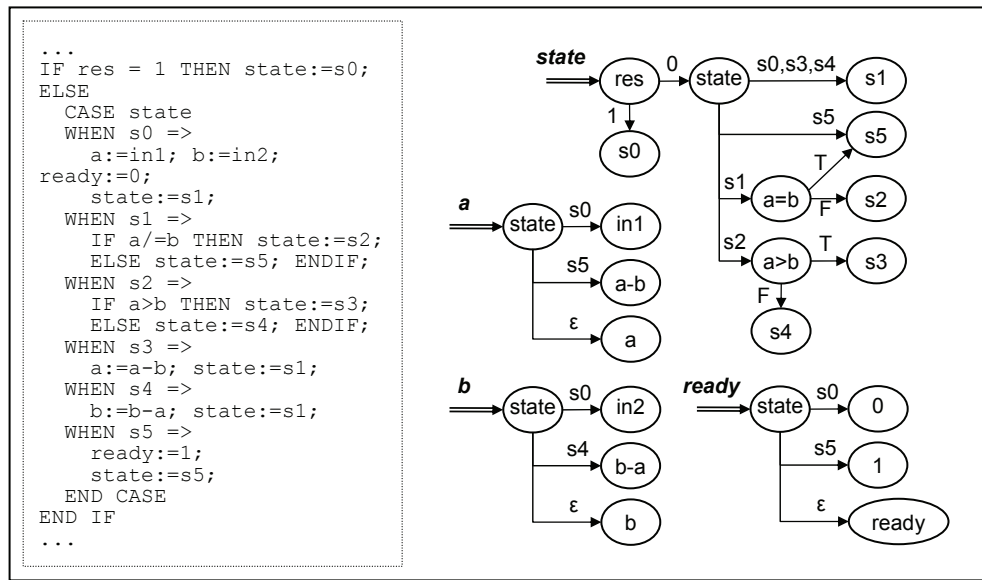 ...
IF res = 1 THEN state:=s0;
ELSE
CASE state
WHEN s0 =>
a:=in1; b:=in2;
ready:=0;
state:=s1;
WHEN s1 =>
IF a/=b THEN state:=s2;
ELSE state:=s5; ENDIF;
WHEN s2 =>
IF a>b THEN state:=s3;
ELSE state:=s4; ENDIF;
WHEN s3 =>
a:=a-b; state:=s1;
WHEN s4 =>
b:=b-a; state:=s1;
WHEN s5 =>
ready:=1;
state:=s5;
END CASE
END IF
...
state
res
0
state
s0,s3,s4
s1
1
s0
s5
s5
s1
a=b
T
F
s2
s2
a>b
T
s3
F
s4
a
state
s0
in1
s5
a-b
ε
a
b
state
s0
in2
s4
b-a
ε
b
ready
state
s0
0
s5
1
ε
ready